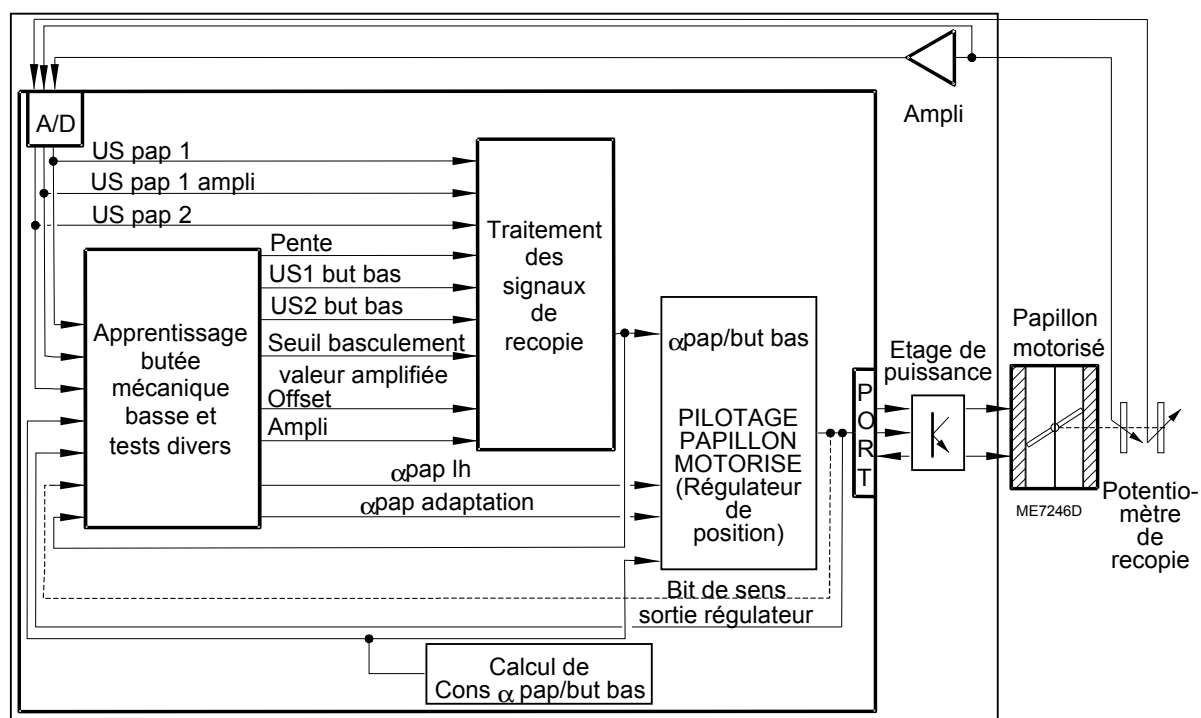 Ampli
A/D
US pap 1
US pap 1 ampli
US pap 2
Pente
US1 but bas
US2 but bas
Seuil basculement
valeur amplifiée
Offset
Ampli
αpap lh
αpap adaptation
Apprentissage
butée
mécanique
basse et
tests divers
Traitement
des
signaux
de
recopie
αpap/but bas
PILOTAGE
PAPILLON
MOTORISE
(Régulateur
de
position)
Bit de sens
sortie régulateur
Calcul de
Cons α pap/but bas
PORT
Etage de
puissance
Papillon
motorisé
ME7246D
Potentio-
mètre
de
recopie